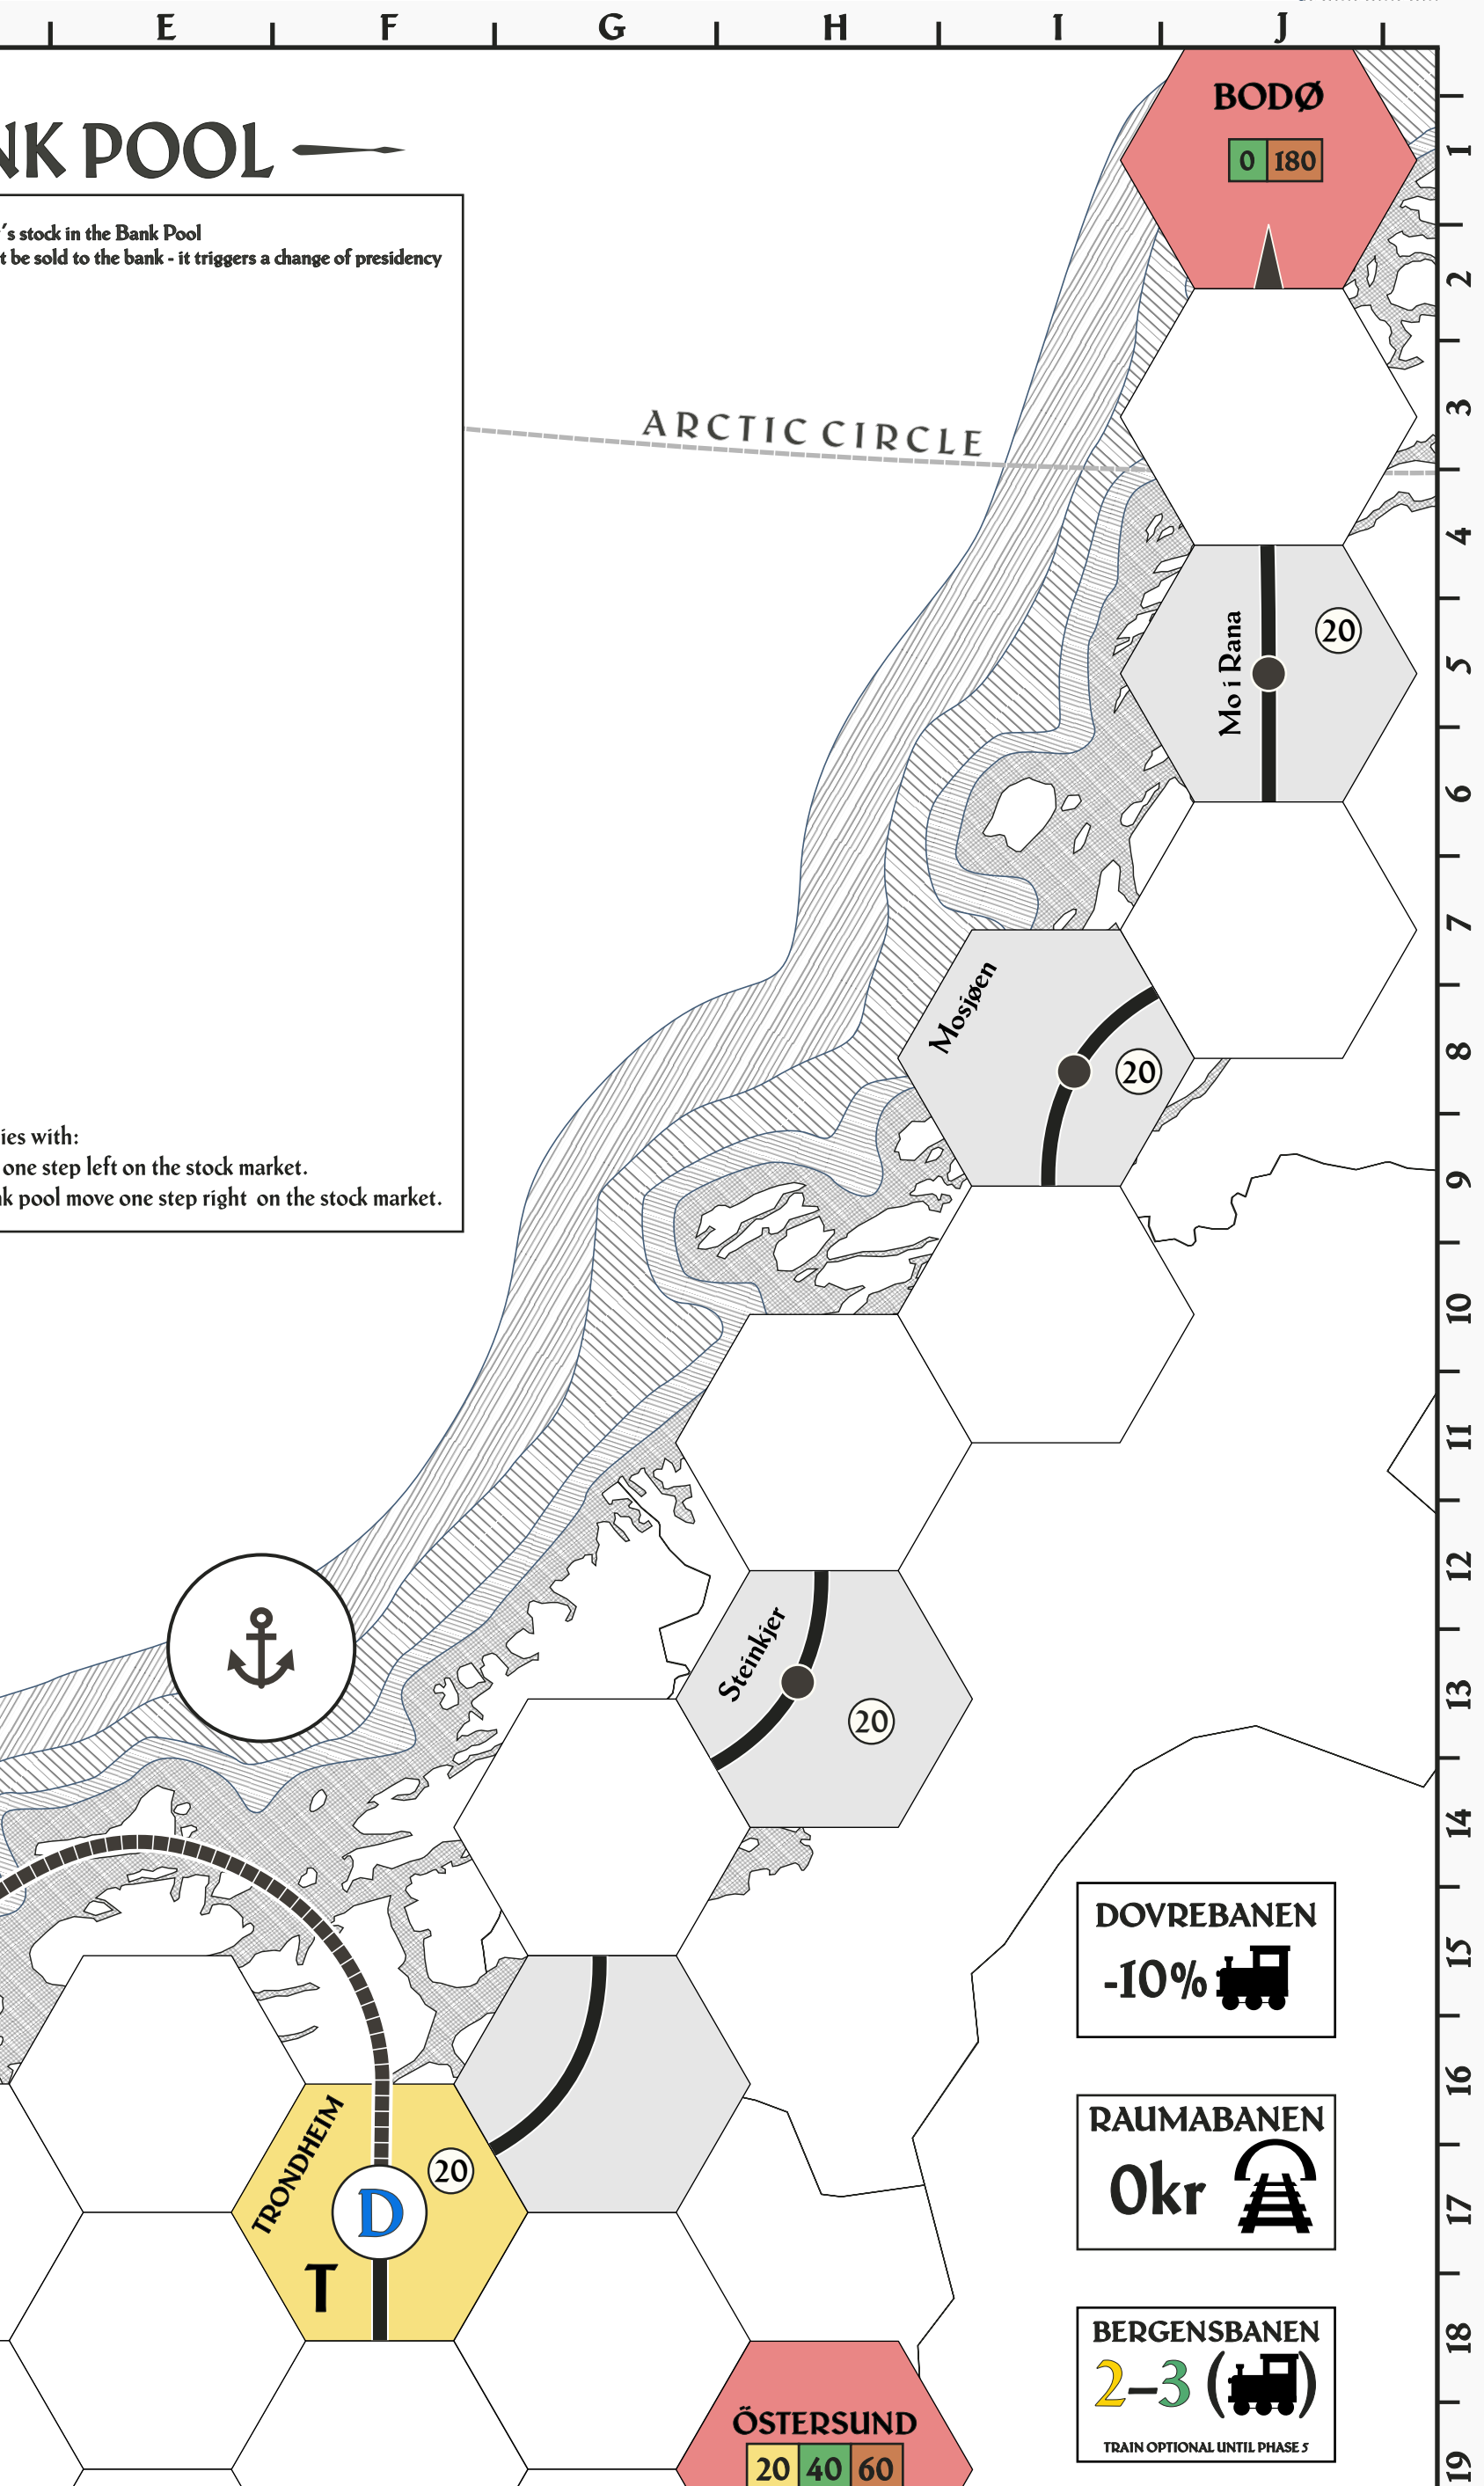 E F G H I J
NK POOL
's stock in the Bank Pool
t be sold to the bank - it triggers a change of presidency
ies with:
one step left on the stock market.
nk pool move one step right on the stock market.
BODØ
0 180
1
2
ARCTIC CIRCLE
3
4
Mo i Rana
20
5
6
7
Mosjøen
20
8
9
10
11
12
Steinkjer
20
13
14
DOVREBANEN
-10%
15
16
RAUMABANEN
0kr
TRONDHEIM
20
D
T
17
BERGENSBANEN
2–3 ( )
TRAIN OPTIONAL UNTIL PHASE 5
18
ÖSTERSUND
20 40 60
19